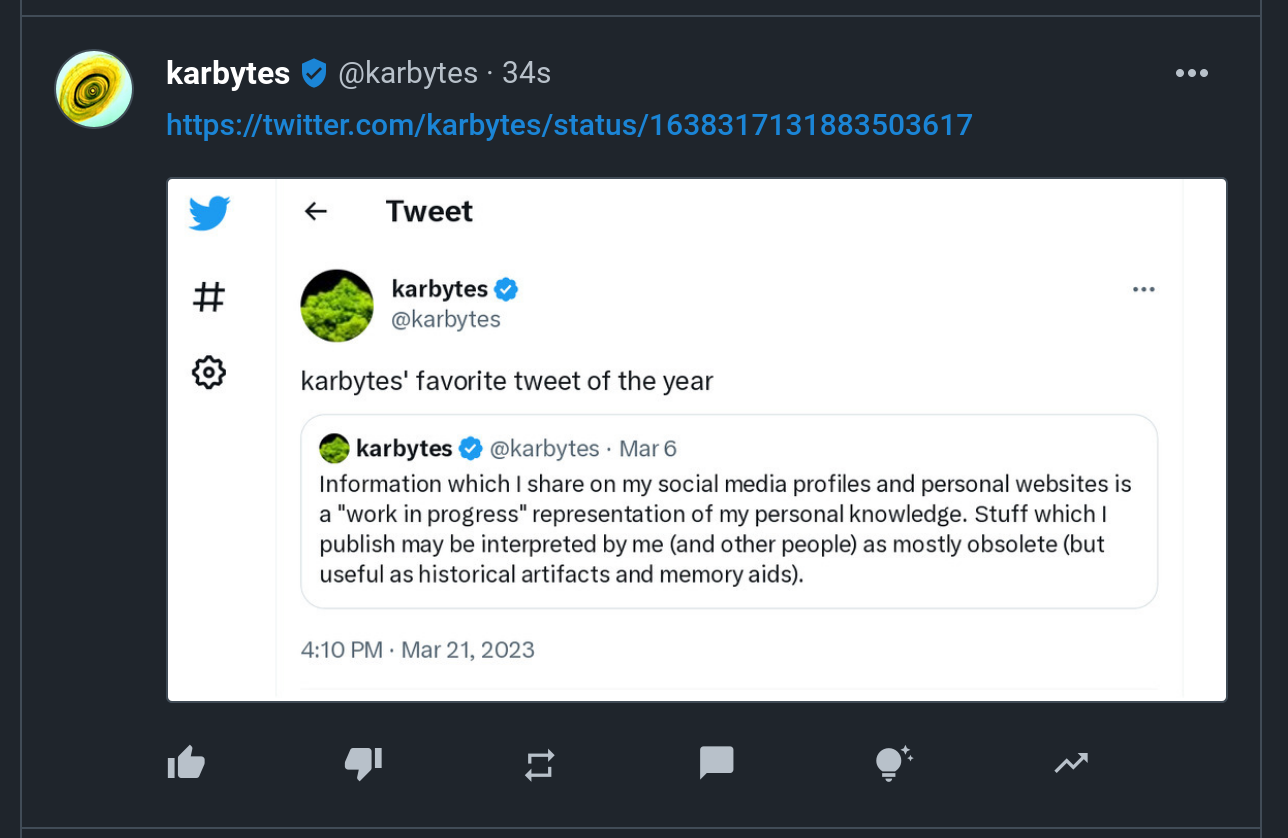 karbytes @karbytes · 34s
https://twitter.com/karbytes/status/1638317131883503617
Tweet
karbytes
@karbytes
karbytes' favorite tweet of the year
karbytes @karbytes · Mar 6
Information which I share on my social media profiles and personal websites is
a "work in progress" representation of my personal knowledge. Stuff which I
publish may be interpreted by me (and other people) as mostly obsolete (but
useful as historical artifacts and memory aids).
4:10 PM · Mar 21, 2023